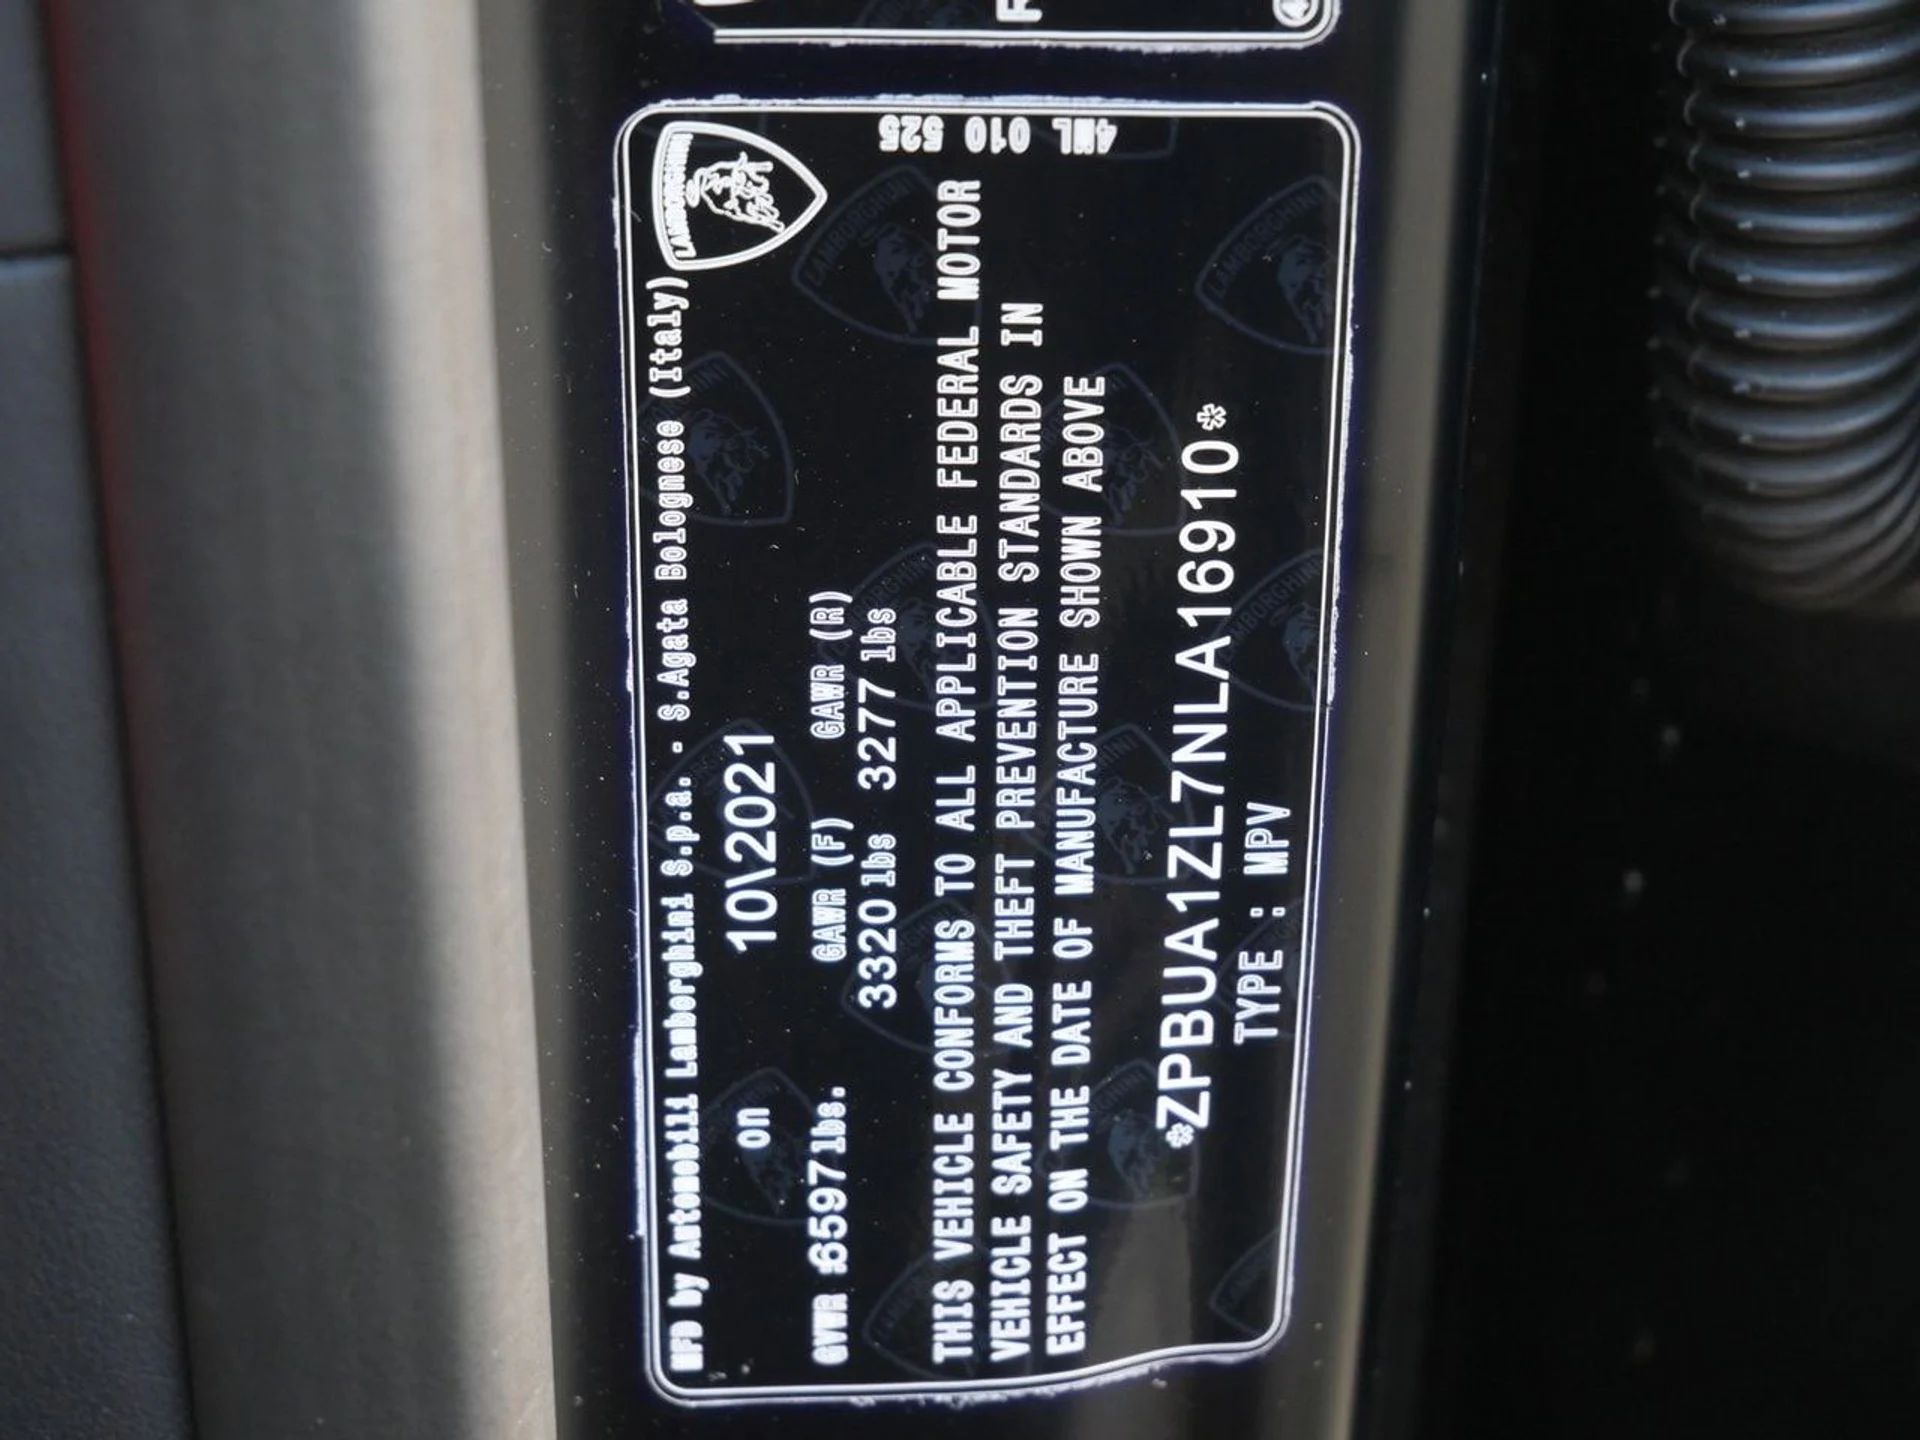 LAMBORGHINI
MFD by Automobili Lamborghini S.p.a. - S.Agata Bolognese (Italy)
on 10\2021
GVWR :6597 lbs. GAWR (F) GAWR (R)
3320 lbs 3277 lbs
THIS VEHICLE CONFORMS TO ALL APPLICABLE FEDERAL MOTOR
VEHICLE SAFETY AND THEFT PREVENTION STANDARDS IN
EFFECT ON THE DATE OF MANUFACTURE SHOWN ABOVE
*ZPBUA1ZL7NLA16910*
TYPE : MPV
4ML 010 525